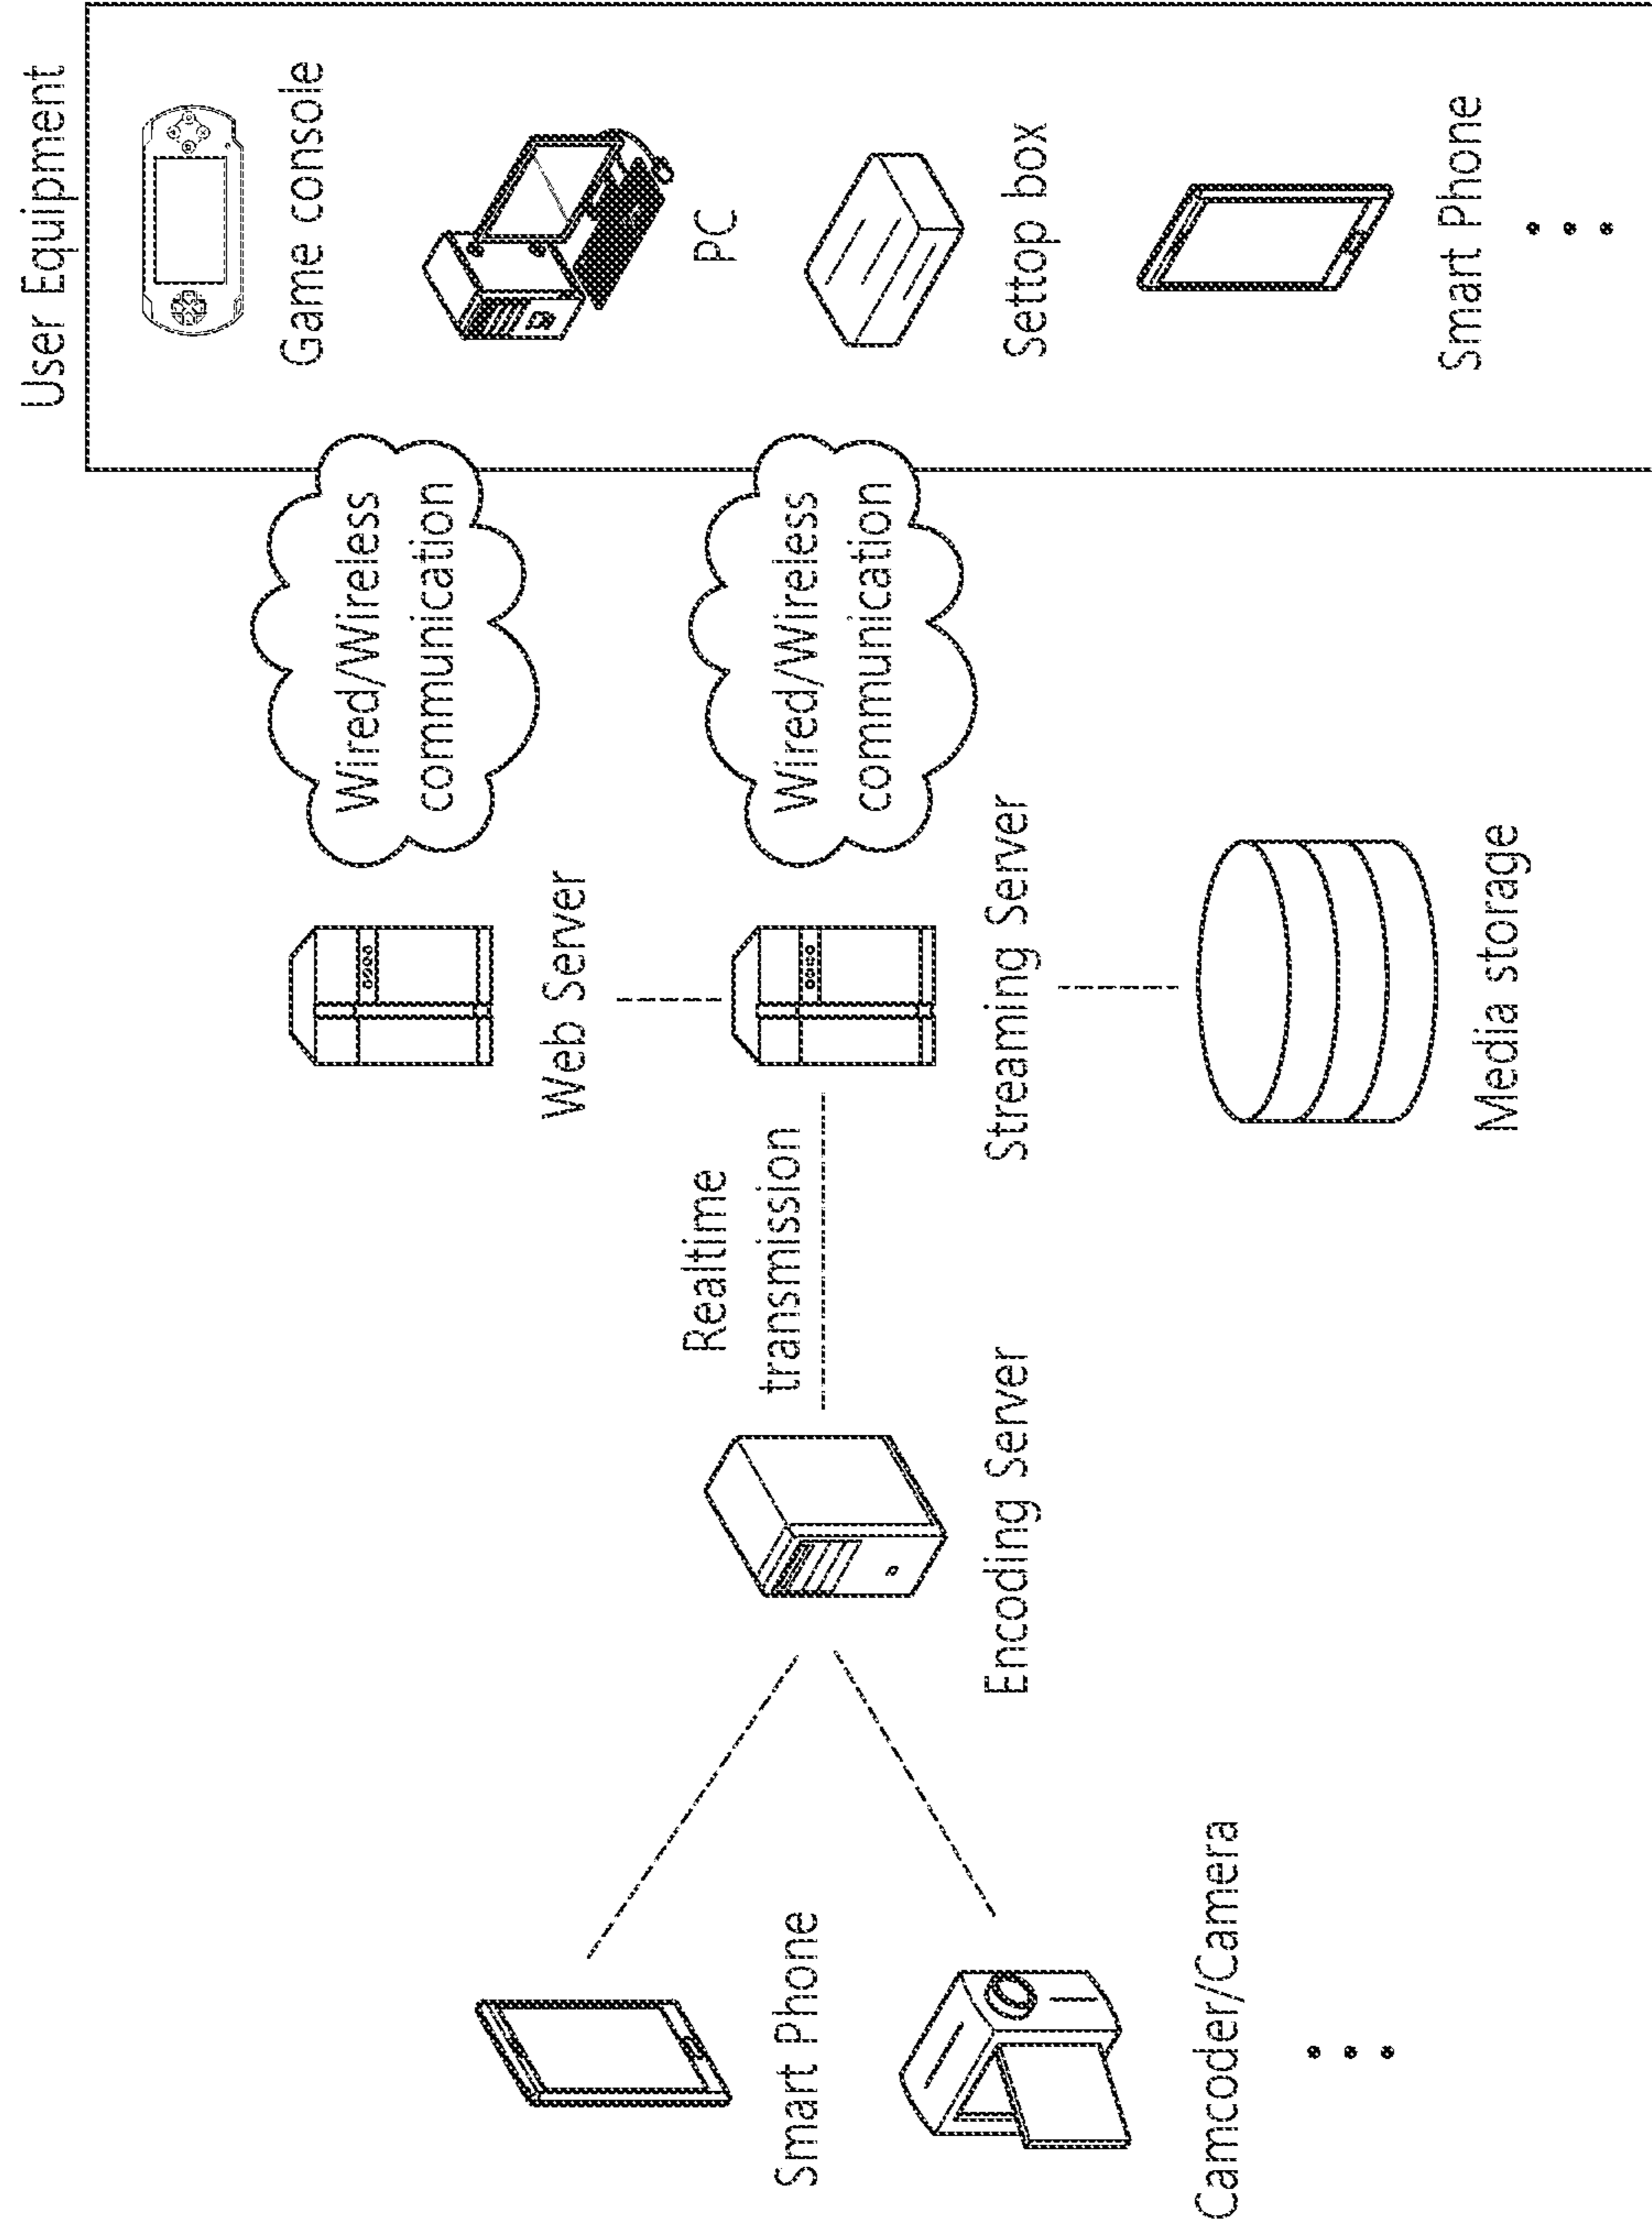 User Equipment
Game console
PC
Settop box
Smart Phone
Wired/Wireless
communication
Wired/Wireless
communication
Web Server
Streaming Server
Media storage
Realtime
transmission
Encoding Server
Smart Phone
Camcoder/Camera